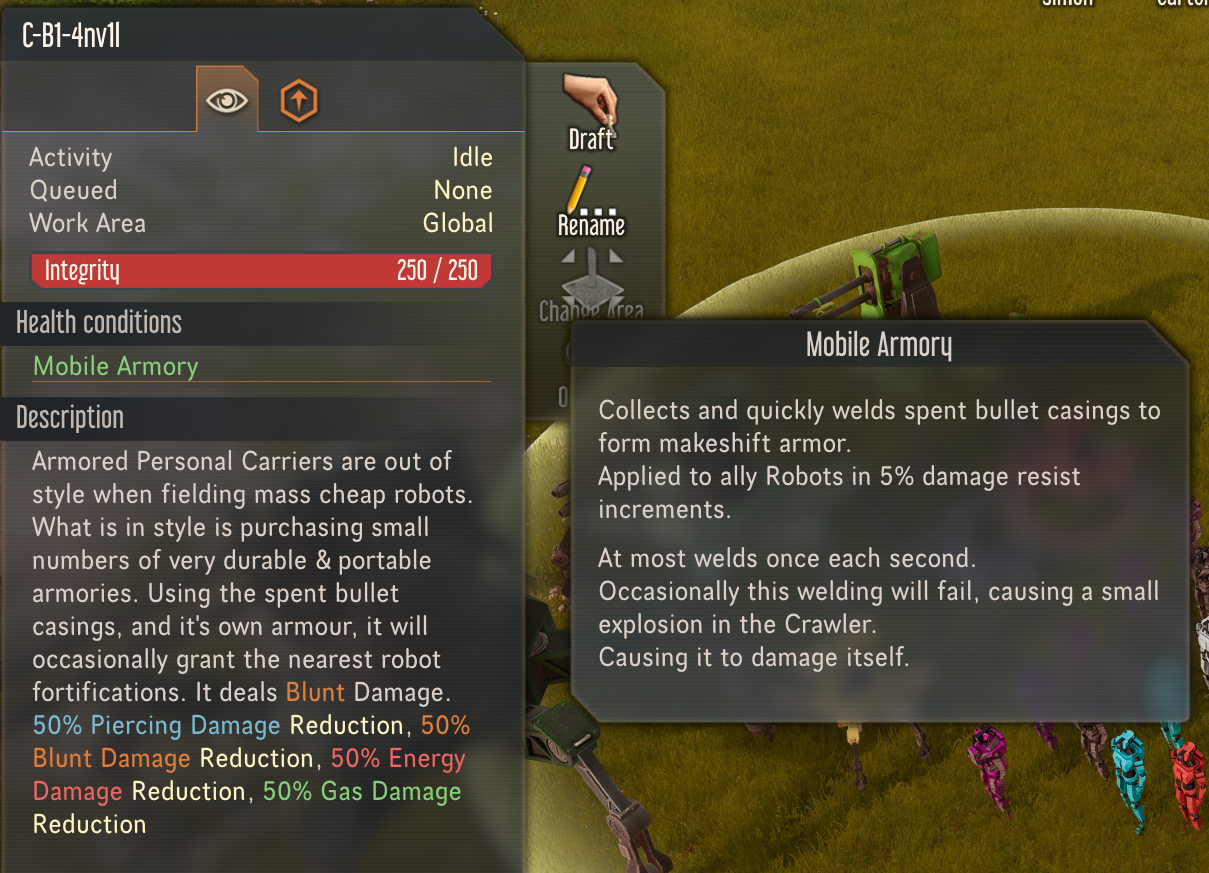 C-B1-4nv1l
Activity Idle
Queued None
Work Area Global
Integrity 250 / 250
Health conditions
Mobile Armory
Description
Armored Personal Carriers are out of
style when fielding mass cheap robots.
What is in style is purchasing small
numbers of very durable & portable
armories. Using the spent bullet
casings, and it's own armour, it will
occasionally grant the nearest robot
fortifications. It deals Blunt Damage.
50% Piercing Damage Reduction, 50%
Blunt Damage Reduction, 50% Energy
Damage Reduction, 50% Gas Damage
Reduction
Draft
Rename
Change Area
Mobile Armory
Collects and quickly welds spent bullet casings to
form makeshift armor.
Applied to ally Robots in 5% damage resist
increments.
At most welds once each second.
Occasionally this welding will fail, causing a small
explosion in the Crawler.
Causing it to damage itself.